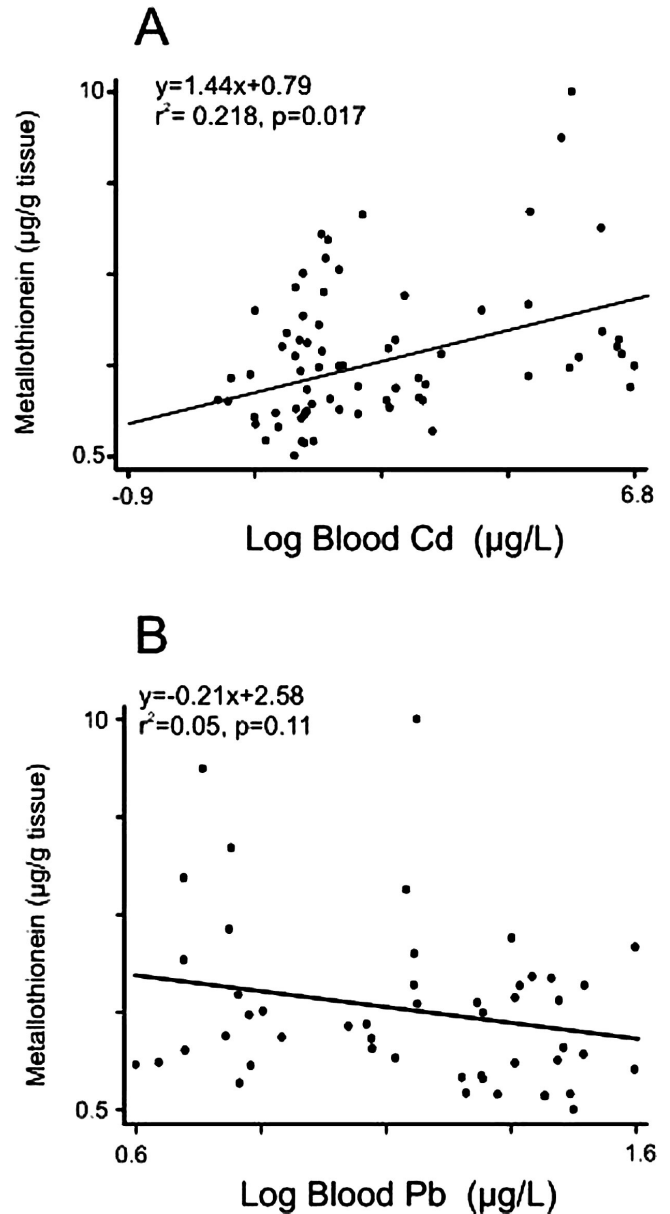 A
y=1.44x+0.79
r²= 0.218, p=0.017
10
Metallothionein (µg/g tissue)
0.5
-0.9
6.8
Log Blood Cd (µg/L)
B
y=-0.21x+2.58
r²=0.05, p=0.11
10
Metallothionein (µg/g tissue)
0.5
0.6
1.6
Log Blood Pb (µg/L)